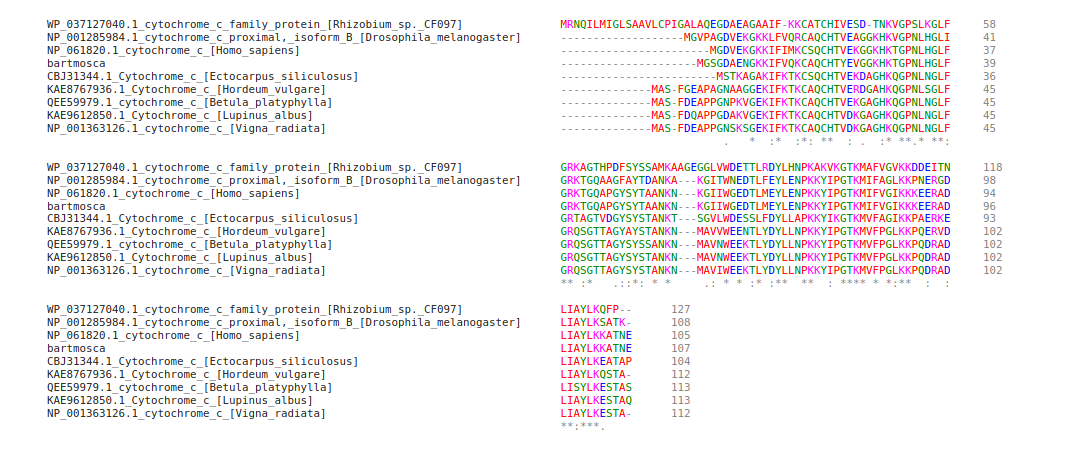 WP_037127040.1_cytochrome_c_family_protein_[Rhizobium_sp._CF097] MRNQILMIGLSAAVLCPIGALAQEGDAEAGAAIF-KKCATCHIVESD-TNKVGPSLKGLF 58
NP_001285984.1_cytochrome_c_proximal,_isoform_B_[Drosophila_melanogaster] -------------------MGVPAGDVEKGKKLFVQRCAQCHTVEAGGKHKVGPNLHGLI 41
NP_061820.1_cytochrome_c_[Homo_sapiens] -----------------------MGDVEKGKKIFIMKCSQCHTVEKGGKHKTGPNLHGLF 37
bartmosca ---------------------MGSGDAENGKKIFVQKCAQCHTYEVGGKHKTGPNLHGLF 39
CBJ31344.1_Cytochrome_c_[Ectocarpus_siliculosus] ------------------------MSTKAGAKIFKTKCSQCHTVEKDAGHKQGPNLNGLF 36
KAE8767936.1_Cytochrome_c_[Hordeum_vulgare] --------------MAS-FGEAPAGNAAGGEKIFKTKCAQCHTVERDGAHKQGPNLSGLF 45
QEE59979.1_cytochrome_c_[Betula_platyphylla] --------------MAS-FDEAPPGNPKVGEKIFKTKCAQCHTVEKGAGHKQGPNLNGLF 45
KAE9612850.1_Cytochrome_c_[Lupinus_albus] --------------MAS-FDQAPPGDAKVGEKIFKTKCAQCHTVDKGAGHKQGPNLNGLF 45
NP_001363126.1_cytochrome_c_[Vigna_radiata] --------------MAS-FDEAPPGNSKSGEKIFKTKCAQCHTVDKGAGHKQGPNLNGLF 45
.   *  :*  :*: **  : .  :* **.* **:
WP_037127040.1_cytochrome_c_family_protein_[Rhizobium_sp._CF097] GRKAGTHPDFSYSSAMKAAGEGGLVWDETTLRDYLHNPKAKVKGTKMAFVGVKKDDEITN 118
NP_001285984.1_cytochrome_c_proximal,_isoform_B_[Drosophila_melanogaster] GRKTGQAAGFAYTDANKA---KGITWNEDTLFEYLENPKKYIPGTKMIFAGLKKPNERGD 98
NP_061820.1_cytochrome_c_[Homo_sapiens] GRKTGQAPGYSYTAANKN---KGIIWGEDTLMEYLENPKKYIPGTKMIFVGIKKKEERAD 94
bartmosca GRKTGQAPGYSYTAANKN---KGIIWGEDTLMEYLENPKKYIPGTKMIFVGIKKKEERAD 96
CBJ31344.1_Cytochrome_c_[Ectocarpus_siliculosus] GRTAGTVDGYSYSTANKT---SGVLWDESSLFDYLLAPKKYIKGTKMVFAGIKKPAERKE 93
KAE8767936.1_Cytochrome_c_[Hordeum_vulgare] GRQSGTTAGYAYSTANKN---MAVVWEENTLYDYLLNPKKYIPGTKMVFPGLKKPQERVD 102
QEE59979.1_cytochrome_c_[Betula_platyphylla] GRQSGTTAGYSYSSANKN---MAVNWEEKTLYDYLLNPKKYIPGTKMVFPGLKKPQDRAD 102
KAE9612850.1_Cytochrome_c_[Lupinus_albus] GRQSGTTAGYSYSTANKN---MAVNWEEKTLYDYLLNPKKYIPGTKMVFPGLKKPQDRAD 102
NP_001363126.1_cytochrome_c_[Vigna_radiata] GRQSGTTAGYSYSTANKN---MAVIWEEKTLYDYLLNPKKYIPGTKMVFPGLKKPQDRAD 102
** :*   .::*: * *     .: * * :* :**  **  : **** * *:**  :  :
WP_037127040.1_cytochrome_c_family_protein_[Rhizobium_sp._CF097] LIAYLKQFP-- 127
NP_001285984.1_cytochrome_c_proximal,_isoform_B_[Drosophila_melanogaster] LIAYLKSATK- 108
NP_061820.1_cytochrome_c_[Homo_sapiens] LIAYLKKATNE 105
bartmosca LIAYLKKATNE 107
CBJ31344.1_Cytochrome_c_[Ectocarpus_siliculosus] LIAYLKEATAP 104
KAE8767936.1_Cytochrome_c_[Hordeum_vulgare] LIAYLKQSTA- 112
QEE59979.1_cytochrome_c_[Betula_platyphylla] LISYLKESTAS 113
KAE9612850.1_Cytochrome_c_[Lupinus_albus] LIAYLKESTAQ 113
NP_001363126.1_cytochrome_c_[Vigna_radiata] LIAYLKESTA- 112
**:***.